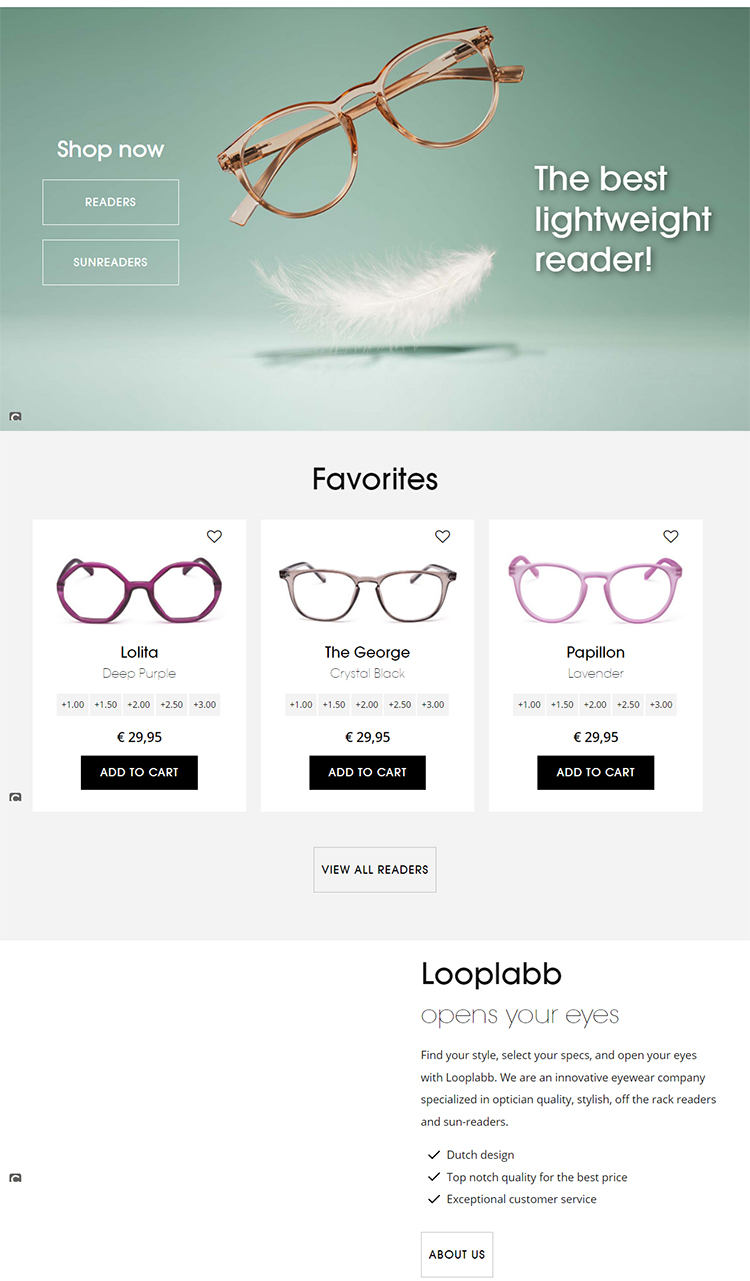 Shop now
READERS
SUNREADERS
The best
lightweight
reader!
Favorites
Lolita
Deep Purple
+1.00 +1.50 +2.00 +2.50 +3.00
€ 29,95
ADD TO CART
The George
Crystal Black
+1.00 +1.50 +2.00 +2.50 +3.00
€ 29,95
ADD TO CART
Papillon
Lavender
+1.00 +1.50 +2.00 +2.50 +3.00
€ 29,95
ADD TO CART
VIEW ALL READERS
Looplabb
opens your eyes
Find your style, select your specs, and open your eyes
with Looplabb. We are an innovative eyewear company
specialized in optician quality, stylish, off the rack readers
and sun-readers.
Dutch design
Top notch quality for the best price
Exceptional customer service
ABOUT US